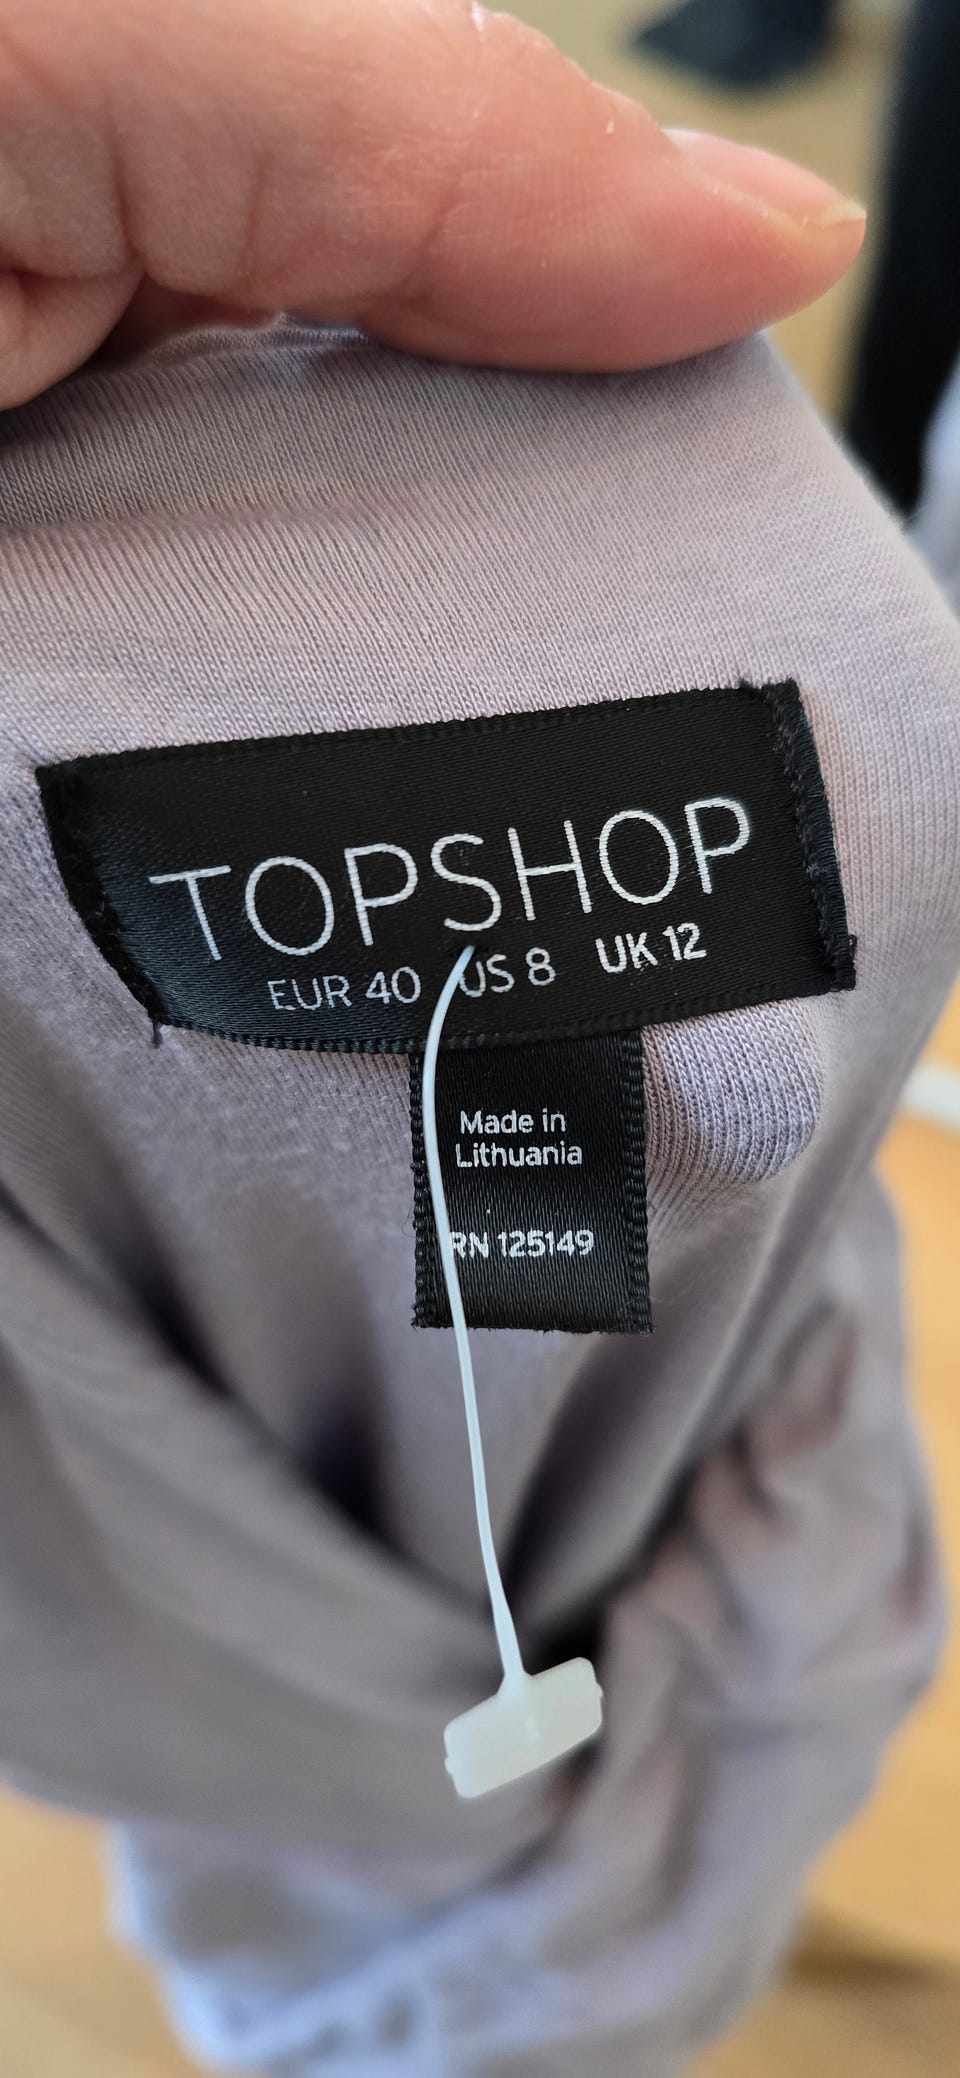 TOPSHOP
EUR 40 US 8 UK 12
Made in
Lithuania
RN 125149